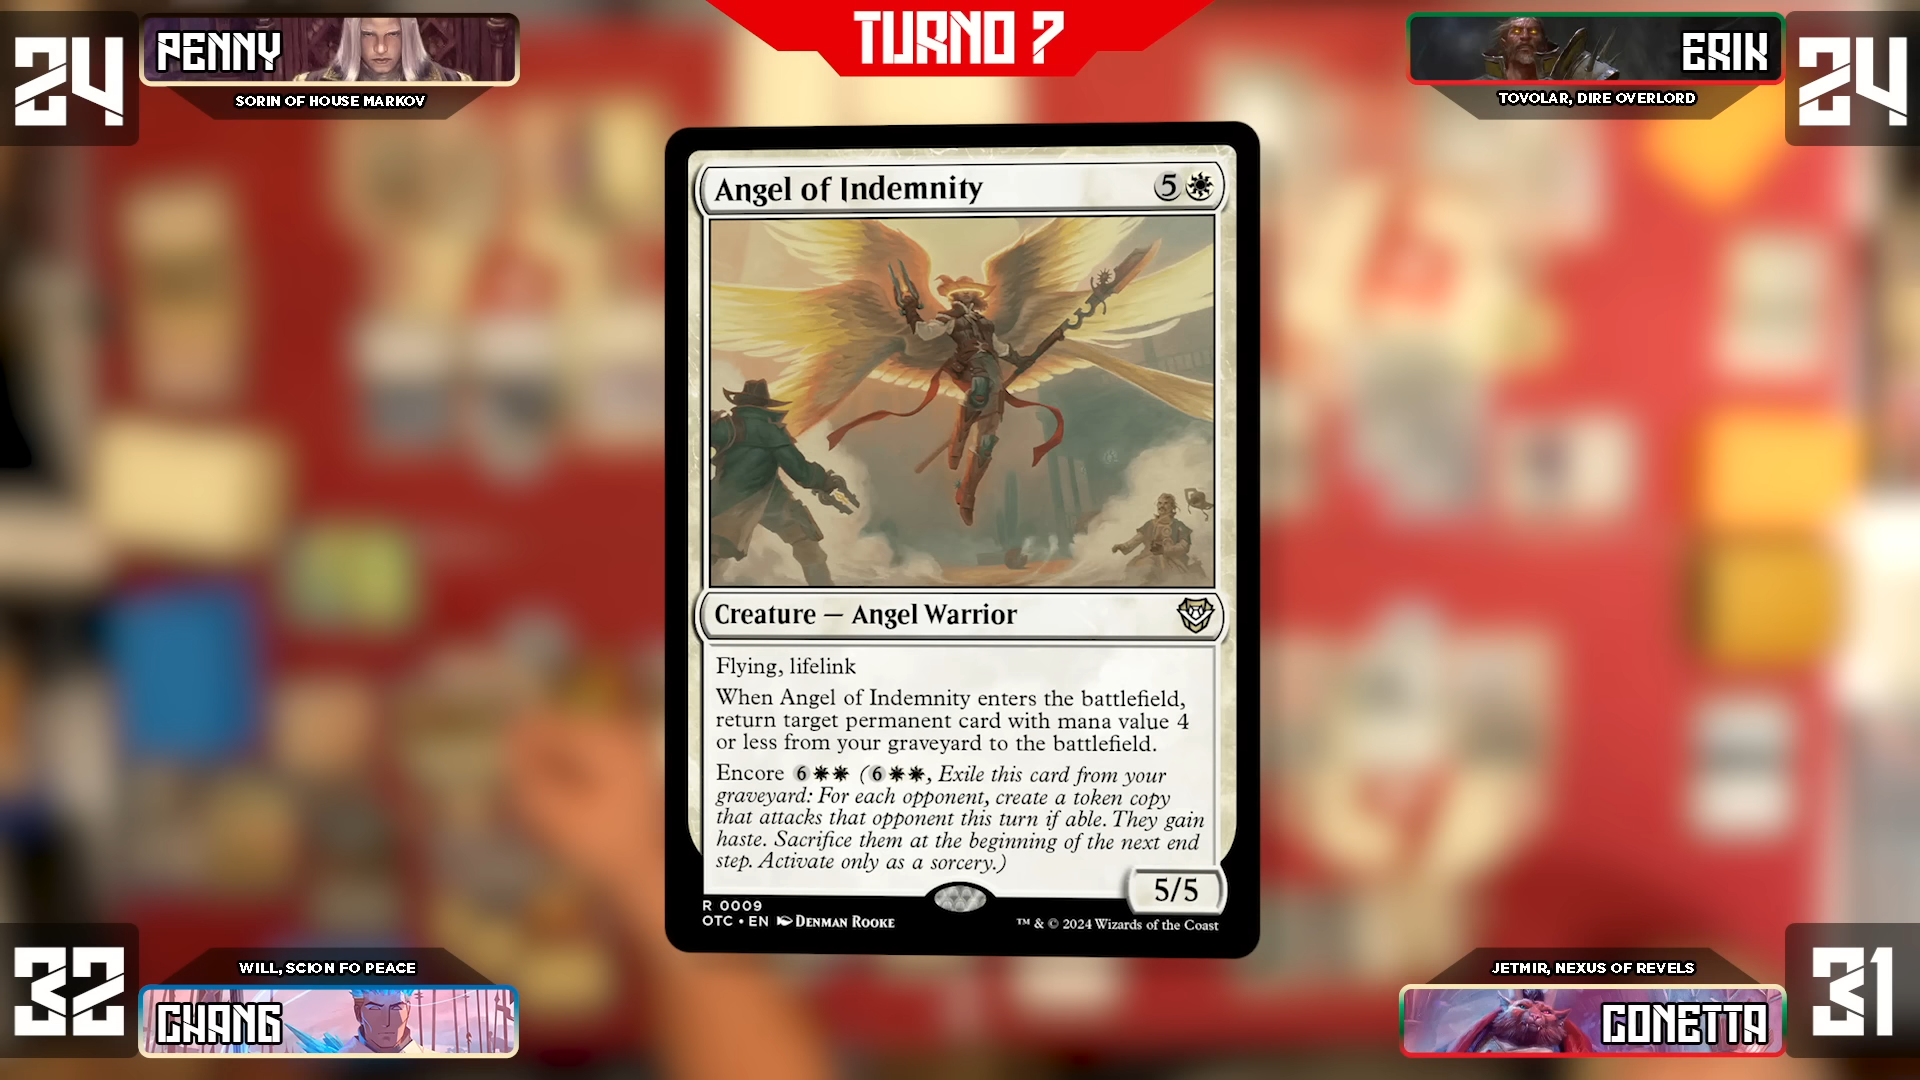 24
PENNY
SORIN OF HOUSE MARKOV
TURNO 7
ERIK
24
TOVOLAR, DIRE OVERLORD
Angel of Indemnity 5
Creature — Angel Warrior
Flying, lifelink
When Angel of Indemnity enters the battlefield,
return target permanent card with mana value 4
or less from your graveyard to the battlefield.
Encore 6 (6, Exile this card from your
graveyard: For each opponent, create a token copy
that attacks that opponent this turn if able. They gain
haste. Sacrifice them at the beginning of the next end
step. Activate only as a sorcery.)
5/5
R 0009
OTC • EN DENMAN ROOKE
™ & © 2024 Wizards of the Coast
32
WILL, SCION FO PEACE
CHANG
JETMIR, NEXUS OF REVELS
CONETTA
31